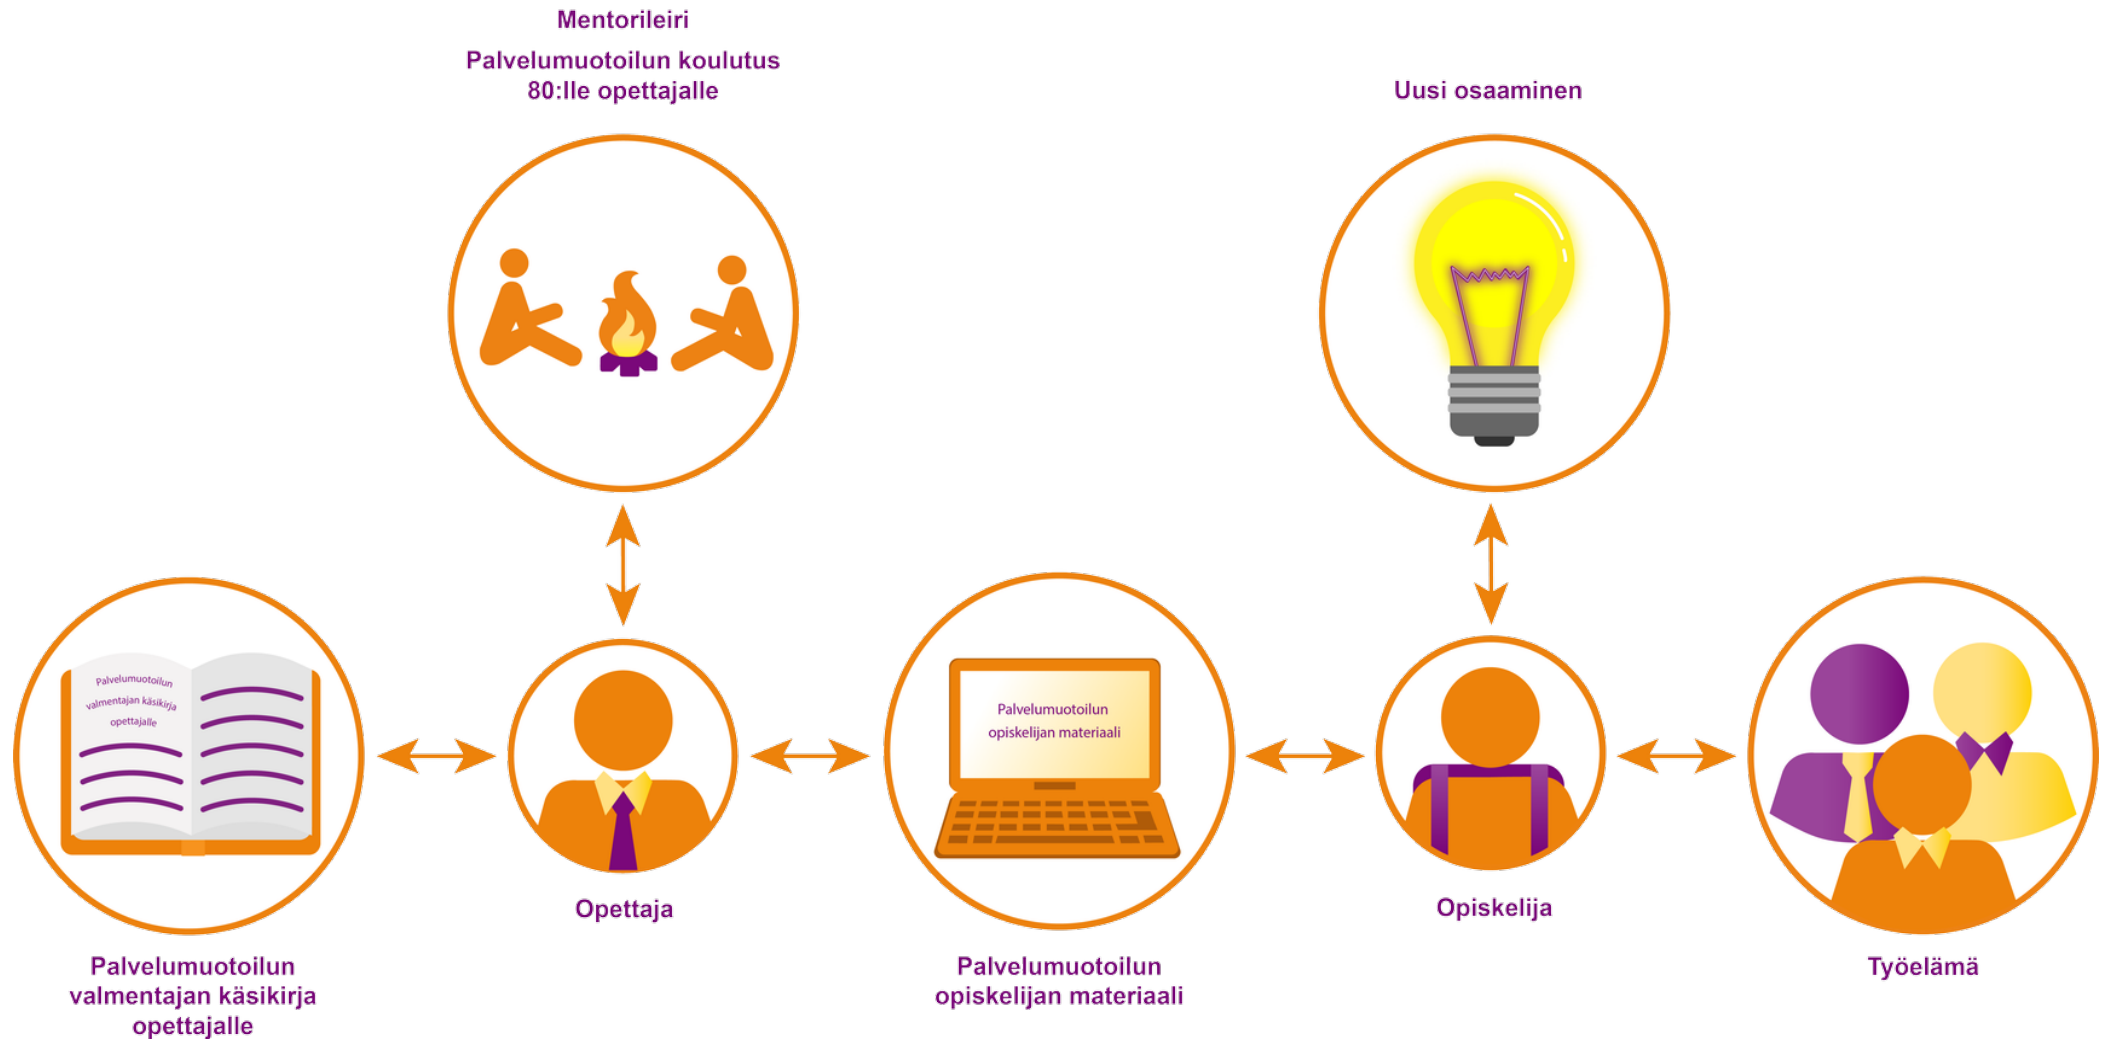 Mentorileiri
Palvelumuotoilun koulutus
80:lle opettajalle
Uusi osaaminen
Palvelumuotoilun
valmentajan käsikirja
opettajalle
Palvelumuotoilun
opiskelijan materiaali
Opettaja
Opiskelija
Palvelumuotoilun
valmentajan käsikirja
opettajalle
Palvelumuotoilun
opiskelijan materiaali
Työelämä